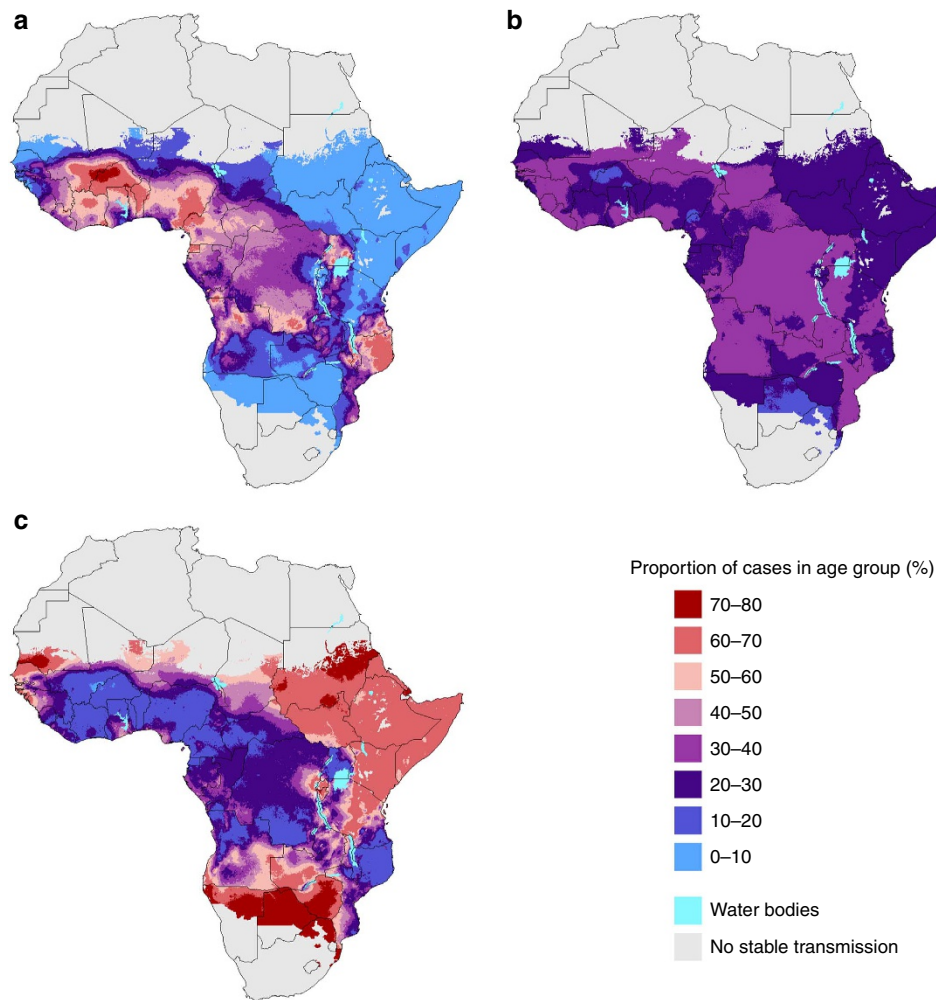 a
b
c
Proportion of cases in age group (%)
70–80
60–70
50–60
40–50
30–40
20–30
10–20
0–10
Water bodies
No stable transmission